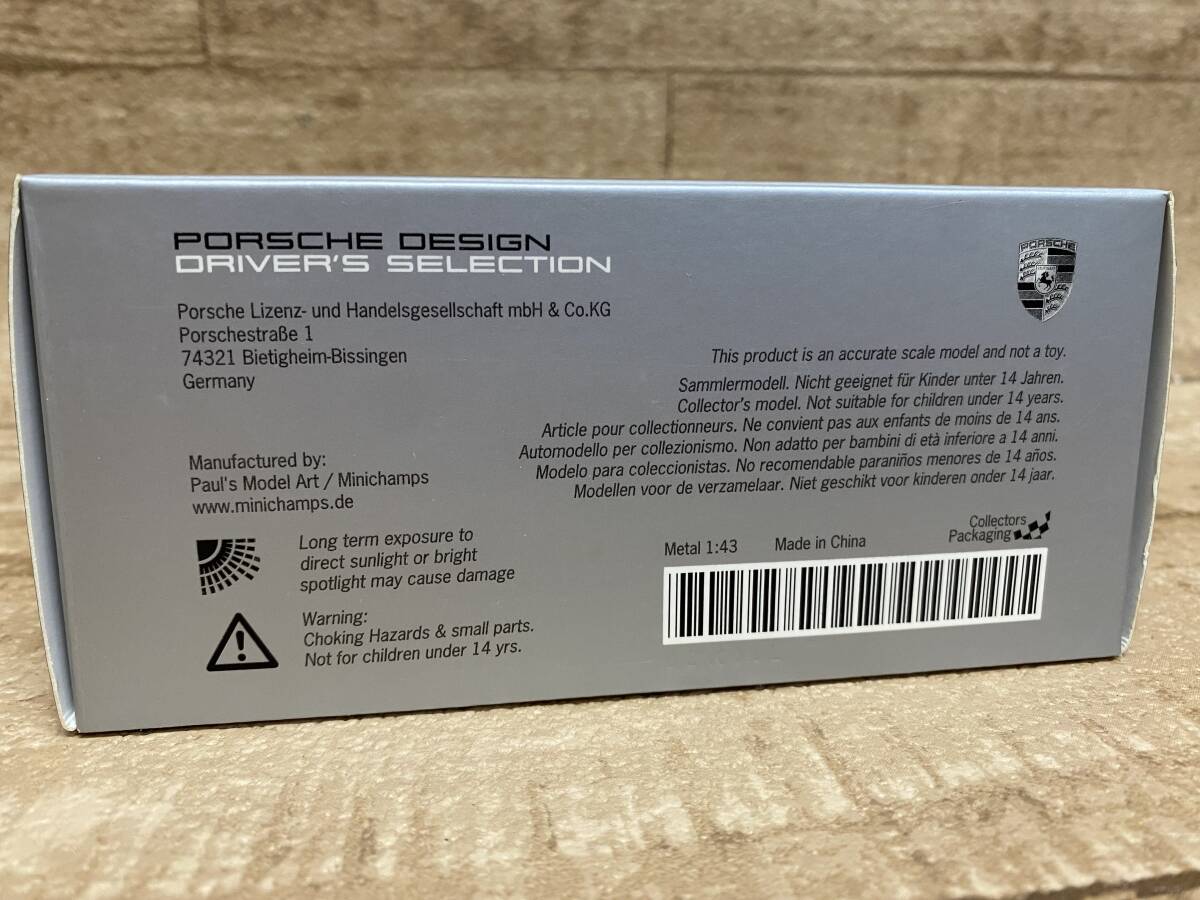 PORSCHE DESIGN
DRIVER'S SELECTION
Porsche Lizenz- und Handelsgesellschaft mbH & Co.KG
Porschestraße 1
74321 Bietigheim-Bissingen
Germany
PORSCHE
This product is an accurate scale model and not a toy.
Sammlermodell. Nicht geeignet für Kinder unter 14 Jahren.
Collector's model. Not suitable for children under 14 years.
Article pour collectionneurs. Ne convient pas aux enfants de moins de 14 ans.
Automodello per collezionismo. Non adatto per bambini di età inferiore a 14 anni.
Modelo para coleccionistas. No recomendable paraniños menores de 14 años.
Modellen voor de verzamelaar. Niet geschikt voor kinderen onder 14 jaar.
Manufactured by:
Paul's Model Art / Minichamps
www.minichamps.de
Long term exposure to
direct sunlight or bright
spotlight may cause damage
Warning:
Choking Hazards & small parts.
Not for children under 14 yrs.
Collectors
Packaging
Metal 1:43 Made in China